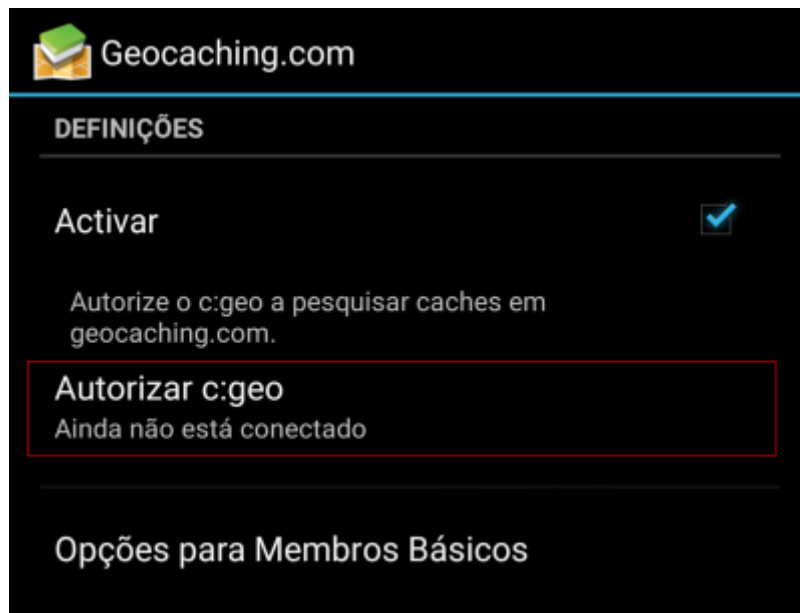 Geocaching.com
DEFINIÇÕES
Activar
Autorize o c:geo a pesquisar caches em
geocaching.com.
Autorizar c:geo
Ainda não está conectado
Opções para Membros Básicos